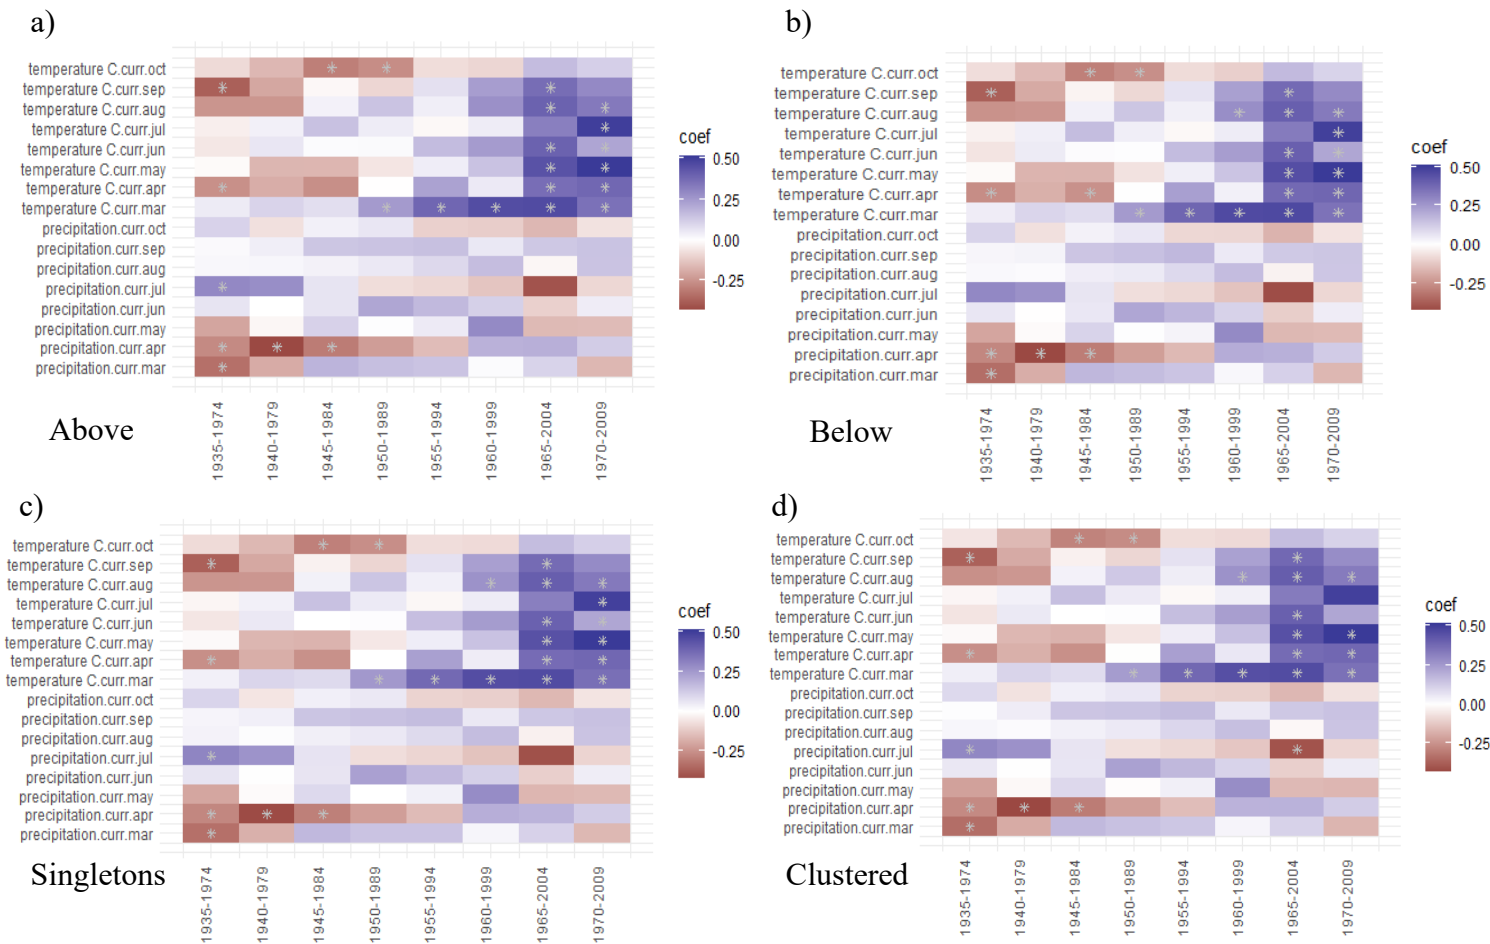 a)
temperature C.curr.oct
temperature C.curr.sep
temperature C.curr.aug
temperature C.curr.jul
temperature C.curr.jun
temperature C.curr.may
temperature C.curr.apr
temperature C.curr.mar
precipitation.curr.oct
precipitation.curr.sep
precipitation.curr.aug
precipitation.curr.jul
precipitation.curr.jun
precipitation.curr.may
precipitation.curr.apr
precipitation.curr.mar
coef
0.50
0.25
0.00
-0.25
1935-1974
1940-1979
1945-1984
1950-1989
1955-1994
1960-1999
1965-2004
1970-2009
Above
b)
temperature C.curr.oct
temperature C.curr.sep
temperature C.curr.aug
temperature C.curr.jul
temperature C.curr.jun
temperature C.curr.may
temperature C.curr.apr
temperature C.curr.mar
precipitation.curr.oct
precipitation.curr.sep
precipitation.curr.aug
precipitation.curr.jul
precipitation.curr.jun
precipitation.curr.may
precipitation.curr.apr
precipitation.curr.mar
coef
0.50
0.25
0.00
-0.25
1935-1974
1940-1979
1945-1984
1950-1989
1955-1994
1960-1999
1965-2004
1970-2009
Below
c)
temperature C.curr.oct
temperature C.curr.sep
temperature C.curr.aug
temperature C.curr.jul
temperature C.curr.jun
temperature C.curr.may
temperature C.curr.apr
temperature C.curr.mar
precipitation.curr.oct
precipitation.curr.sep
precipitation.curr.aug
precipitation.curr.jul
precipitation.curr.jun
precipitation.curr.may
precipitation.curr.apr
precipitation.curr.mar
coef
0.50
0.25
0.00
-0.25
1935-1974
1940-1979
1945-1984
1950-1989
1955-1994
1960-1999
1965-2004
1970-2009
Singletons
d)
temperature C.curr.oct
temperature C.curr.sep
temperature C.curr.aug
temperature C.curr.jul
temperature C.curr.jun
temperature C.curr.may
temperature C.curr.apr
temperature C.curr.mar
precipitation.curr.oct
precipitation.curr.sep
precipitation.curr.aug
precipitation.curr.jul
precipitation.curr.jun
precipitation.curr.may
precipitation.curr.apr
precipitation.curr.mar
coef
0.50
0.25
0.00
-0.25
1935-1974
1940-1979
1945-1984
1950-1989
1955-1994
1960-1999
1965-2004
1970-2009
Clustered